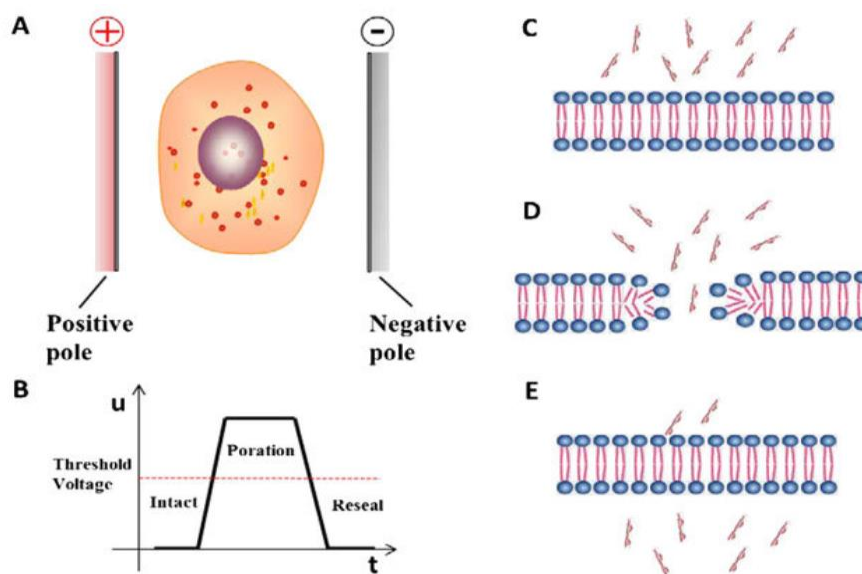 A
+
-
Positive
pole
Negative
pole
B
u
Threshold
Voltage
Poration
Intact
Reseal
t
C
D
E